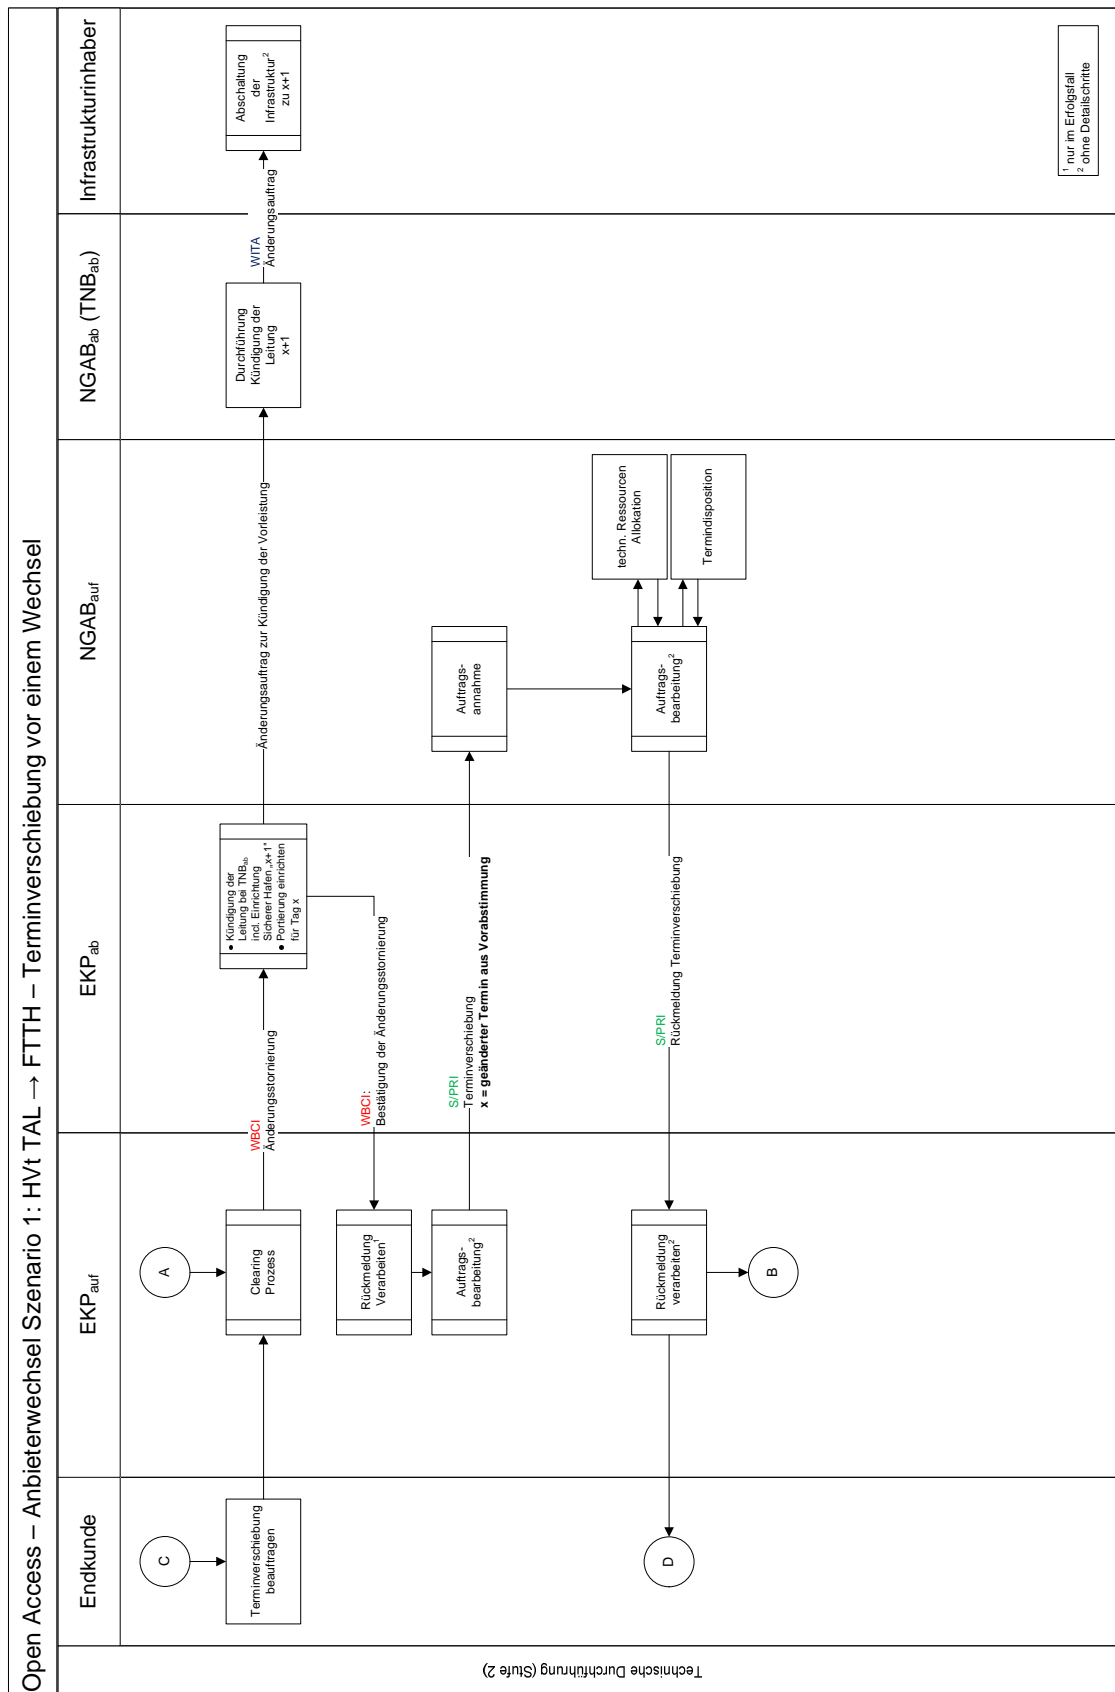 Open Access – Anbieterwechsel Szenario 1: HVt TAL → FTTH – Terminverschiebung vor einem Wechsel
Endkunde
EKPauf
EKPab
NGABauf
NGABab (TNBab)
Infrastrukturinhaber
Technische Durchführung (Stufe 2)
C
Terminverschiebung
beauftragen
A
Clearing
Prozess
WBCI
Änderungsstornierung
● Kündigung der
Leitung bei TNBab
incl. Einrichtung
Sicherer Hafen „x+1“
● Portierung einrichten
für Tag x
Änderungsauftrag zur Kündigung der Vorleistung
Durchführung
Kündigung der
Leitung
x+1
WITA
Änderungsauftrag
Abschaltung
der
Infrastruktur²
zu x+1
WBCI:
Bestätigung der Änderungsstornierung
Rückmeldung
Verarbeiten¹
Auftrags-
bearbeitung²
S/PRI
Terminverschiebung
x = geänderter Termin aus Vorabstimmung
Auftrags-
annahme
Auftrags-
bearbeitung²
techn. Ressourcen
Allokation
Termindisposition
S/PRI
Rückmeldung Terminverschiebung
Rückmeldung
verarbeiten²
D
B
¹ nur im Erfolgsfall
² ohne Detailschritte